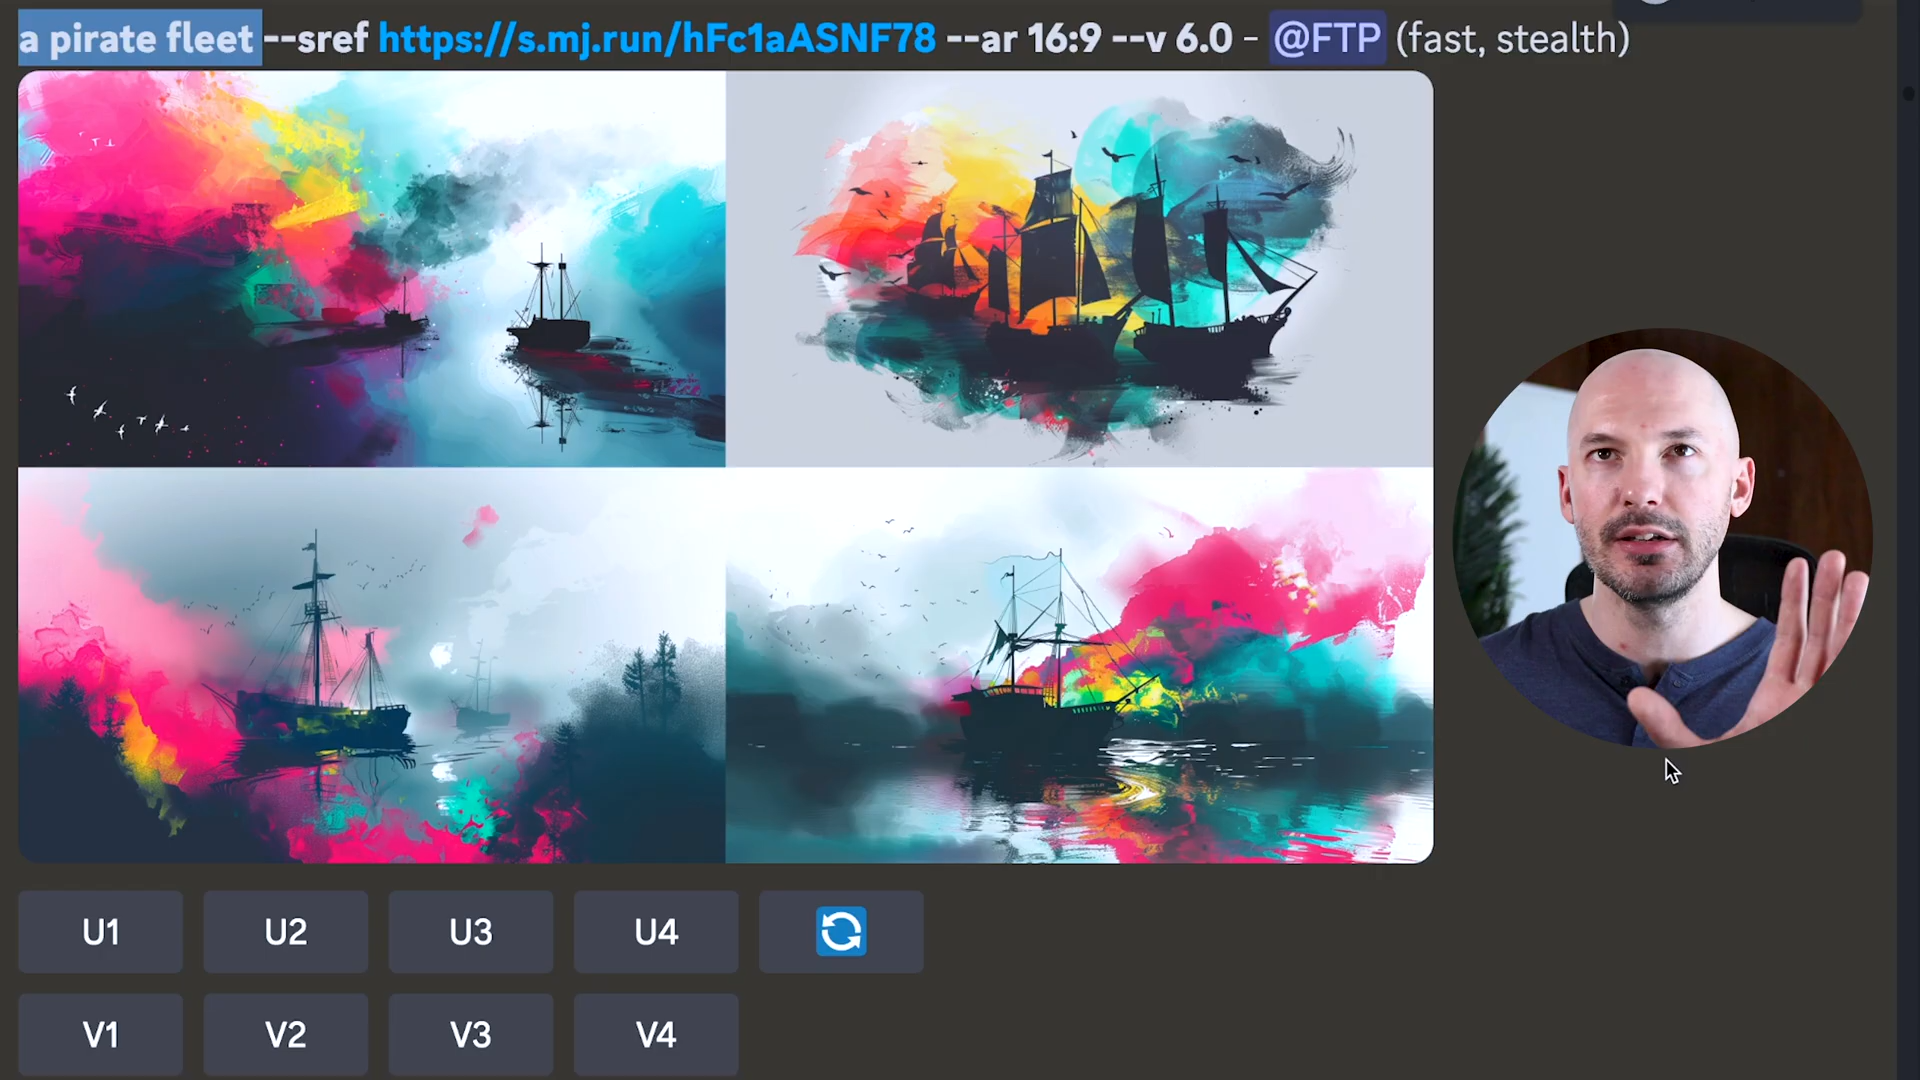 a pirate fleet --sref https://s.mj.run/hFc1aASNF78 --ar 16:9 --v 6.0 - @FTP (fast, stealth)
U1 U2 U3 U4
V1 V2 V3 V4